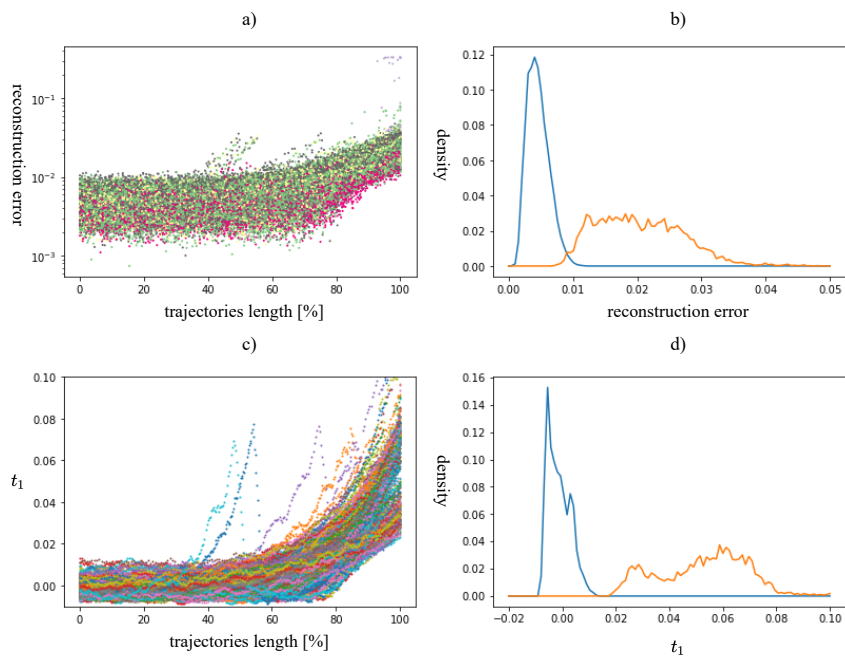 a)
reconstruction error
10⁻¹
10⁻²
10⁻³
0 20 40 60 80 100
trajectories length [%]
b)
density
0.12
0.10
0.08
0.06
0.04
0.02
0.00
0.00 0.01 0.02 0.03 0.04 0.05
reconstruction error
c)
t₁
0.10
0.08
0.06
0.04
0.02
0.00
0 20 40 60 80 100
trajectories length [%]
d)
density
0.16
0.14
0.12
0.10
0.08
0.06
0.04
0.02
0.00
−0.02 0.00 0.02 0.04 0.06 0.08 0.10
t₁